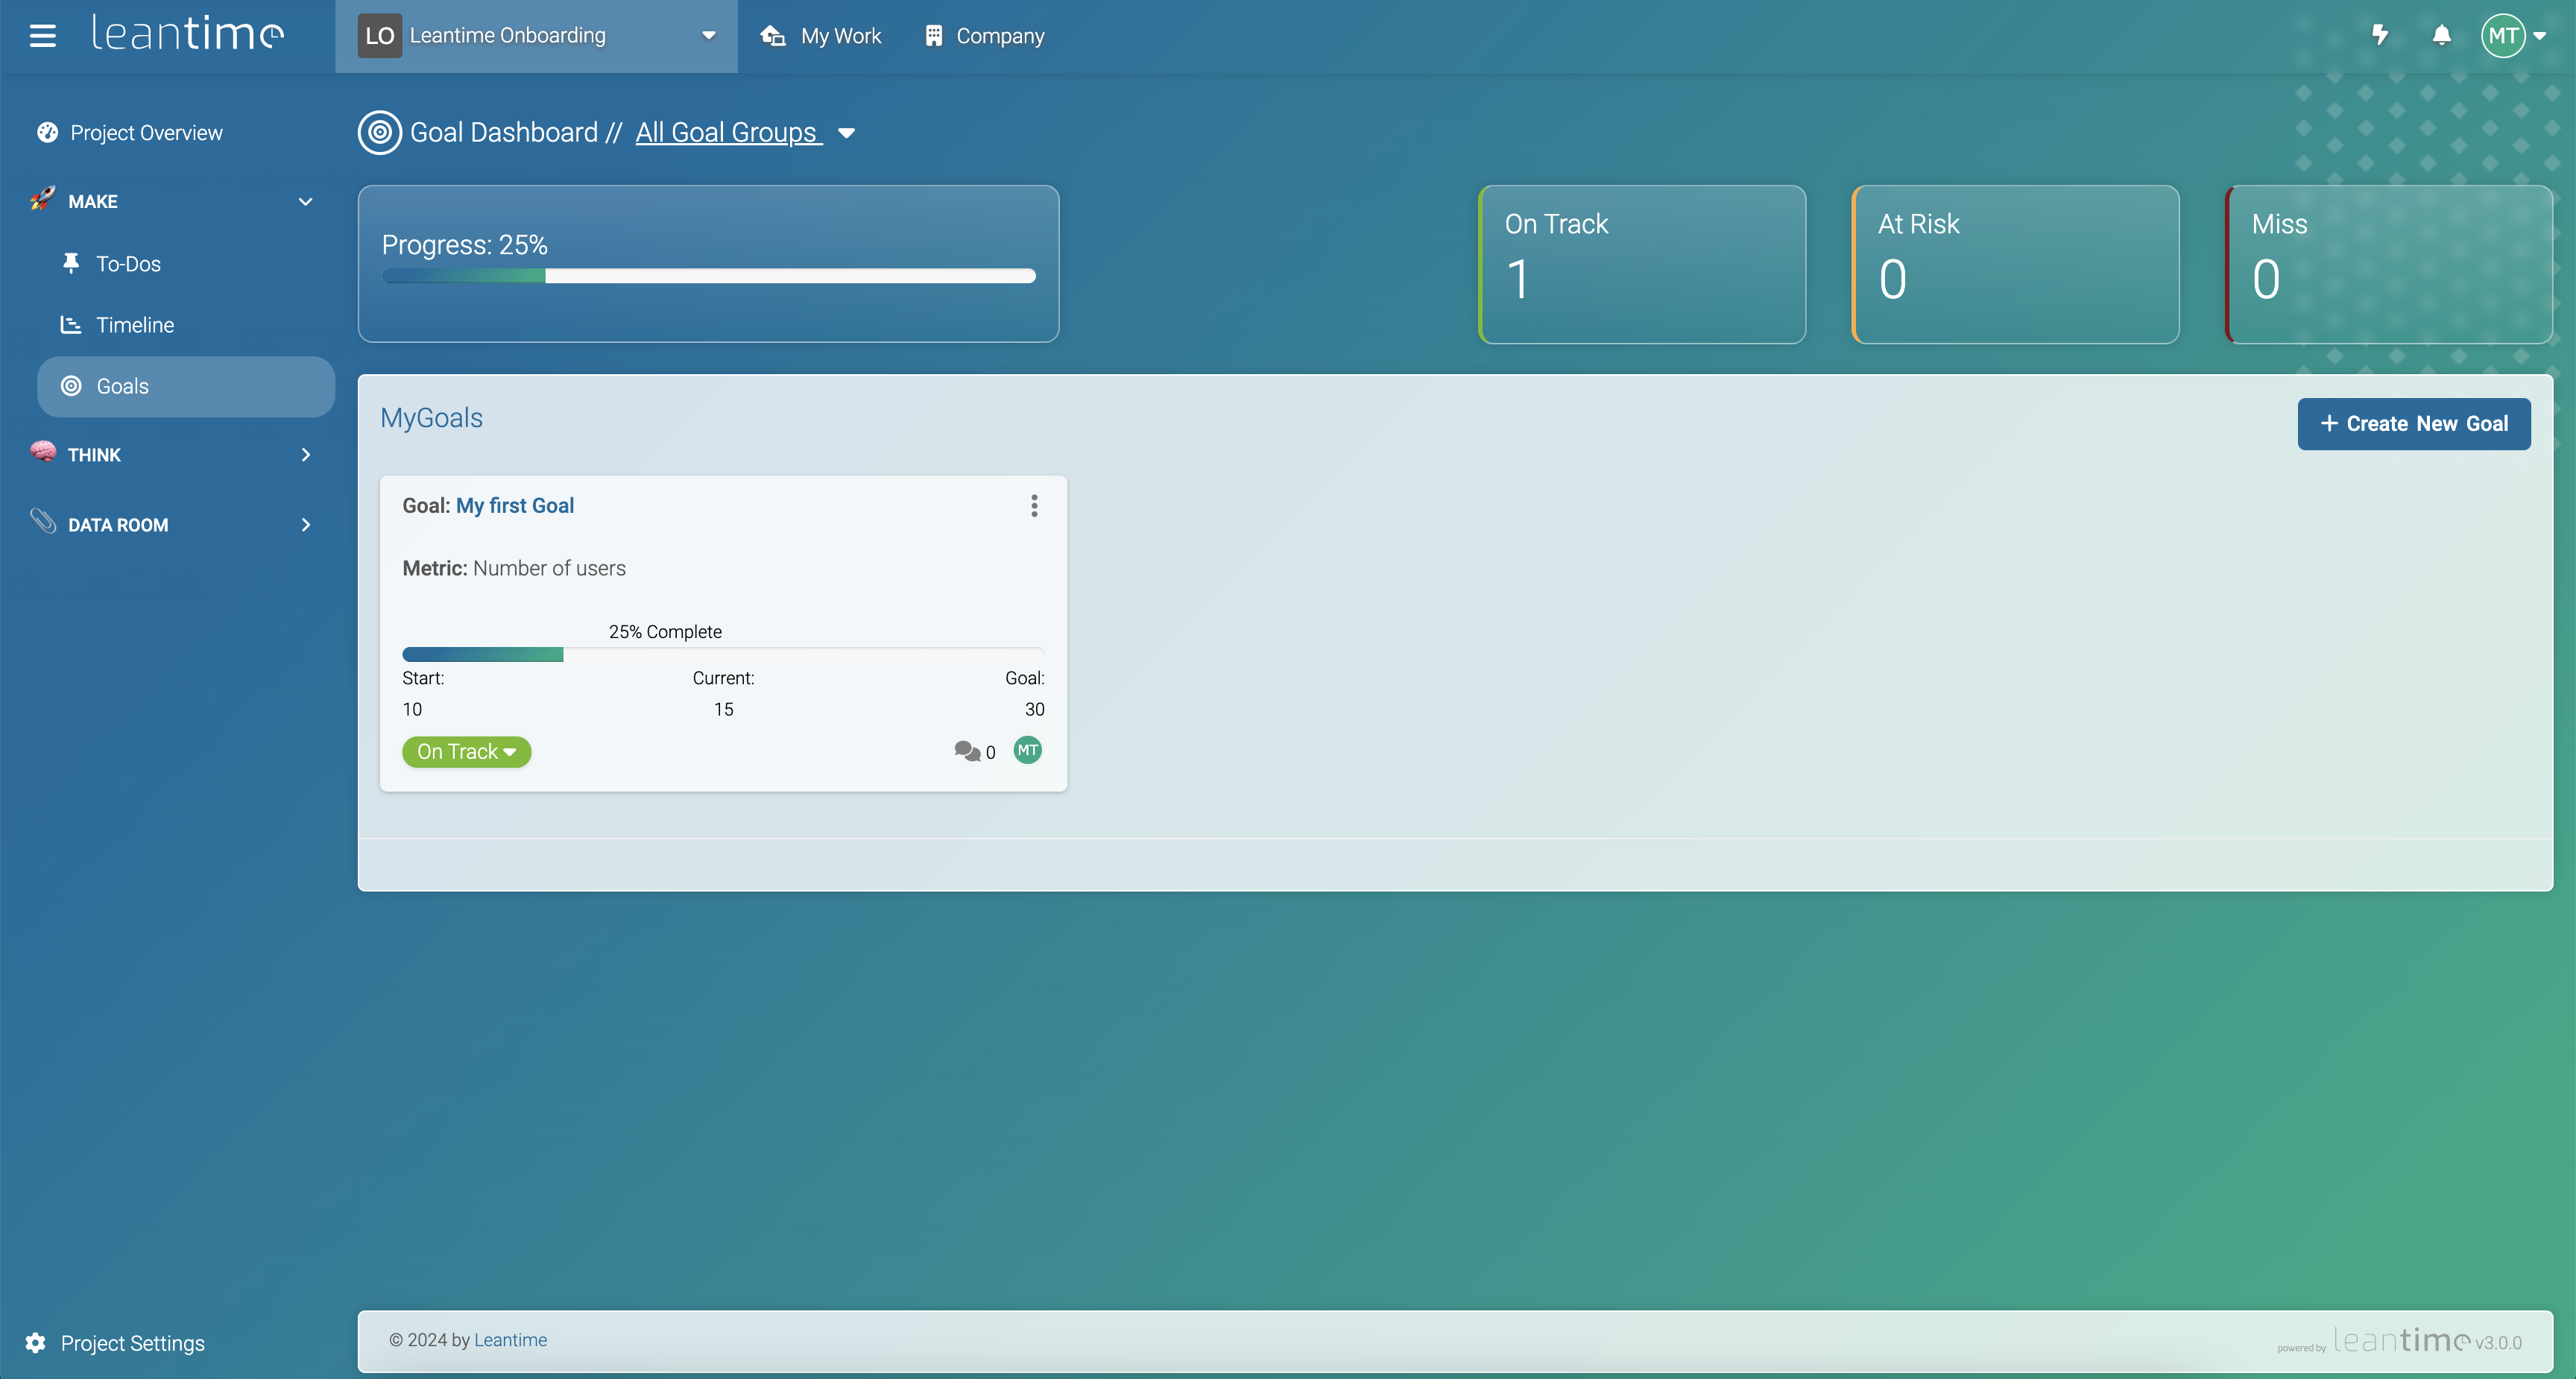 leantime
LO Leantime Onboarding
My Work
Company
MT
Project Overview
MAKE
To-Dos
Timeline
Goals
THINK
DATA ROOM
Project Settings
Goal Dashboard // All Goal Groups
Progress: 25%
On Track
1
At Risk
0
Miss
0
MyGoals
+ Create New Goal
Goal: My first Goal
Metric: Number of users
25% Complete
Start: Current: Goal:
10 15 30
On Track
0 MT
© 2024 by Leantime
powered by leantime v3.0.0